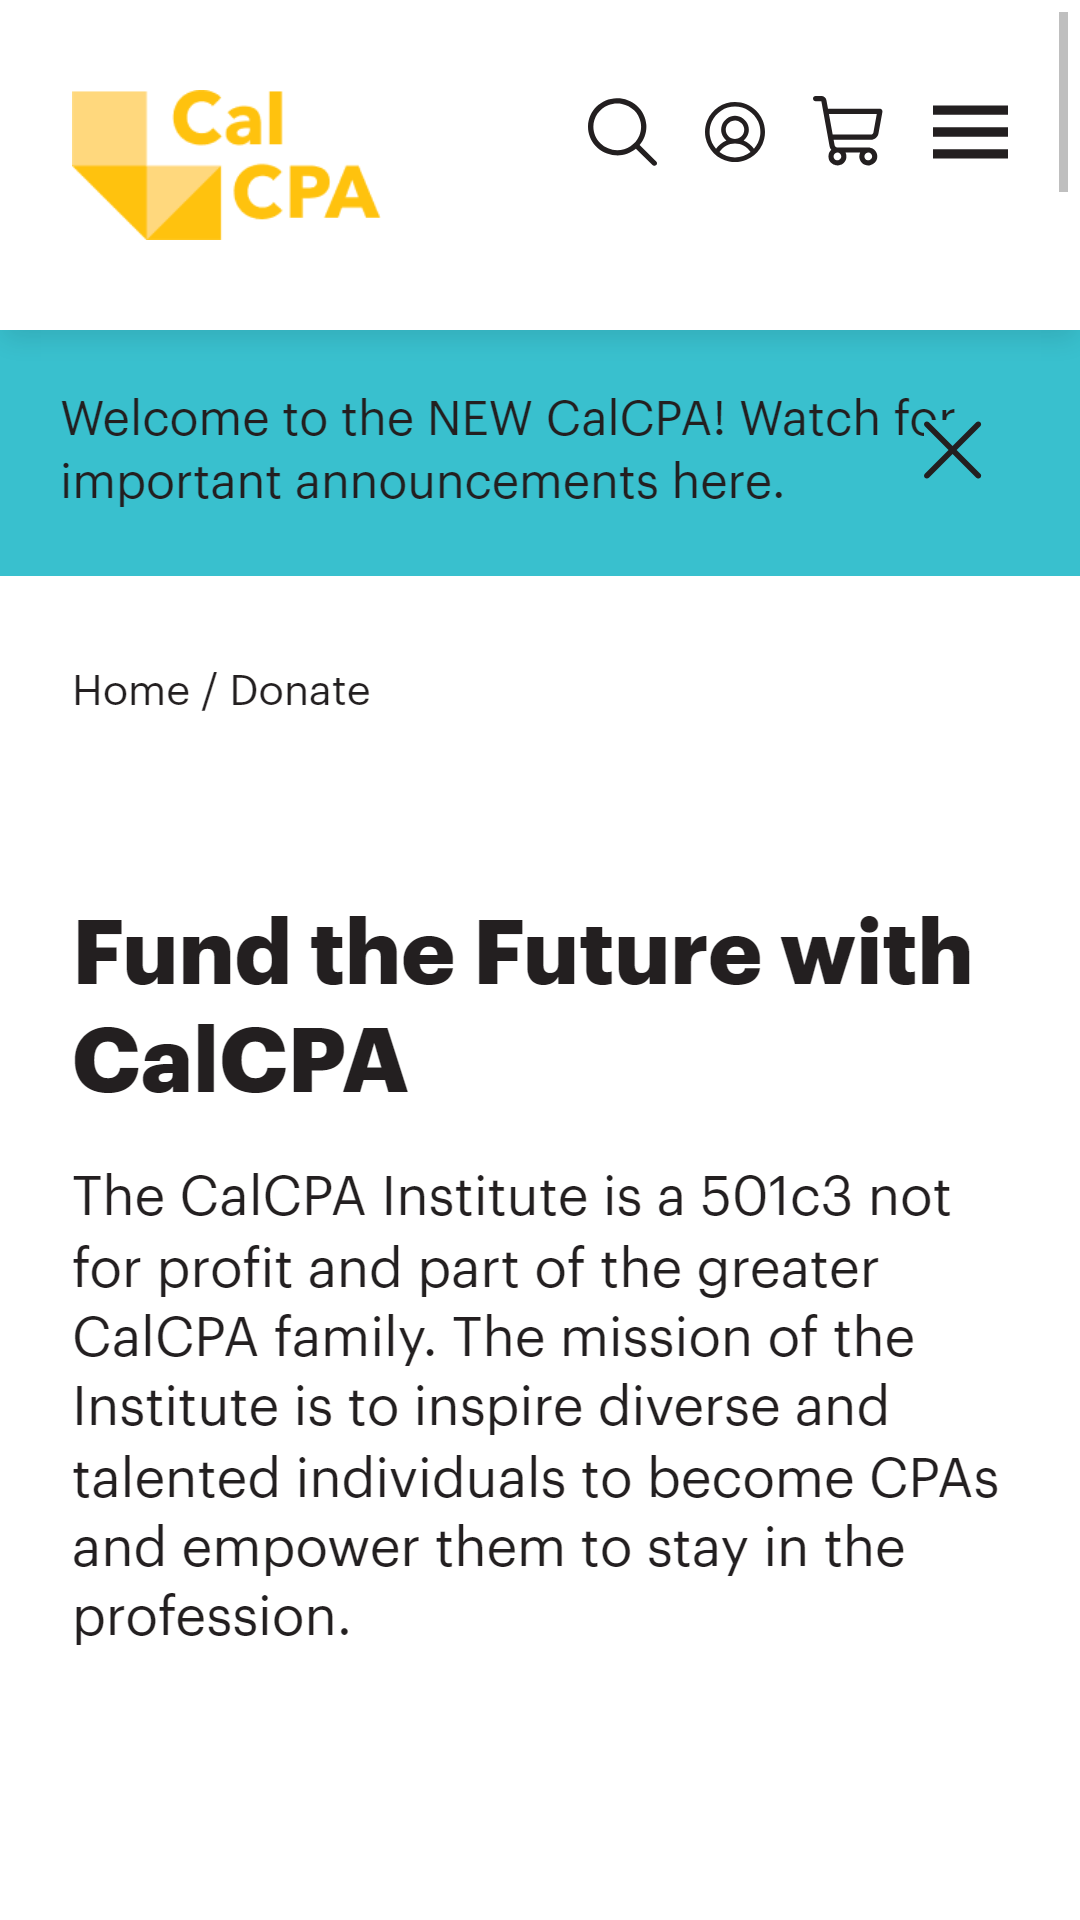 Cal
CPA
Welcome to the NEW CalCPA! Watch for
important announcements here.
Home / Donate
Fund the Future with
CalCPA
The CalCPA Institute is a 501c3 not
for profit and part of the greater
CalCPA family. The mission of the
Institute is to inspire diverse and
talented individuals to become CPAs
and empower them to stay in the
profession.